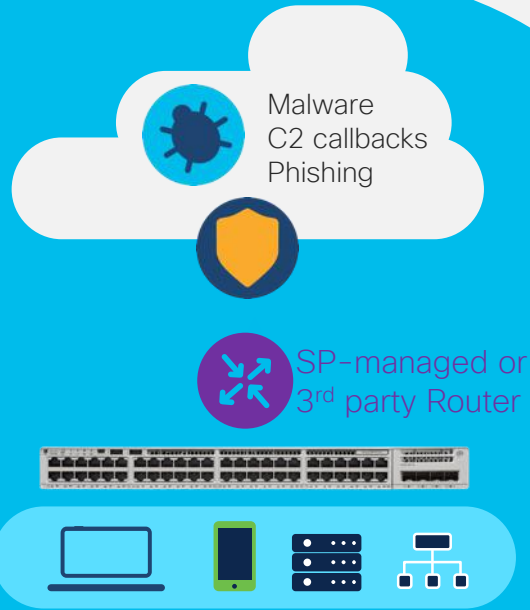 Malware
C2 callbacks
Phishing
SP-managed or
3rd party Router